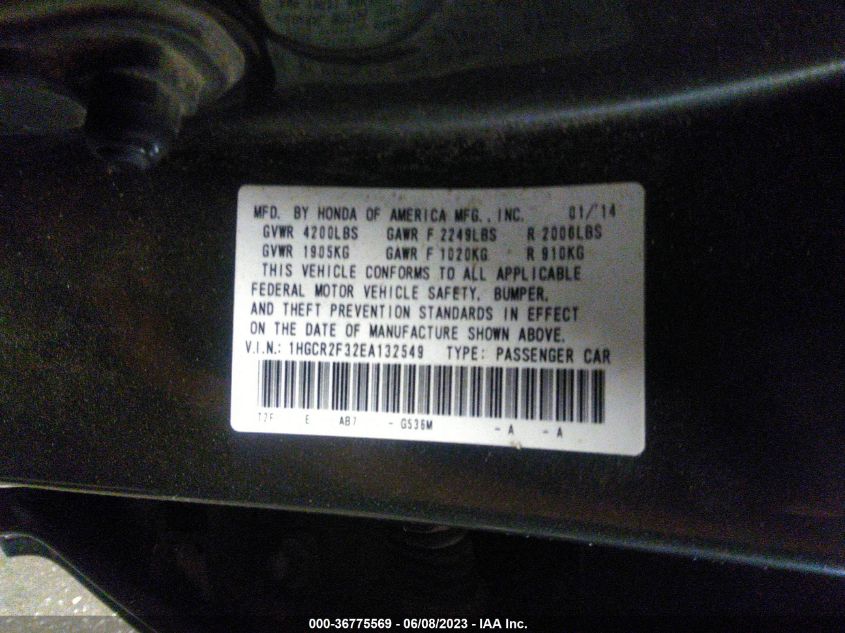 MFD. BY HONDA OF AMERICA MFG., INC. 01/'14
GVWR 4200LBS GAWR F 2249LBS R 2006LBS
GVWR 1905KG GAWR F 1020KG R 910KG
THIS VEHICLE CONFORMS TO ALL APPLICABLE
FEDERAL MOTOR VEHICLE SAFETY, BUMPER,
AND THEFT PREVENTION STANDARDS IN EFFECT
ON THE DATE OF MANUFACTURE SHOWN ABOVE.
V.I.N.: 1HGCR2F32EA132549 TYPE: PASSENGER CAR
T2F E AB7 - G536M - A - A
000-36775569 - 06/08/2023 - IAA Inc.